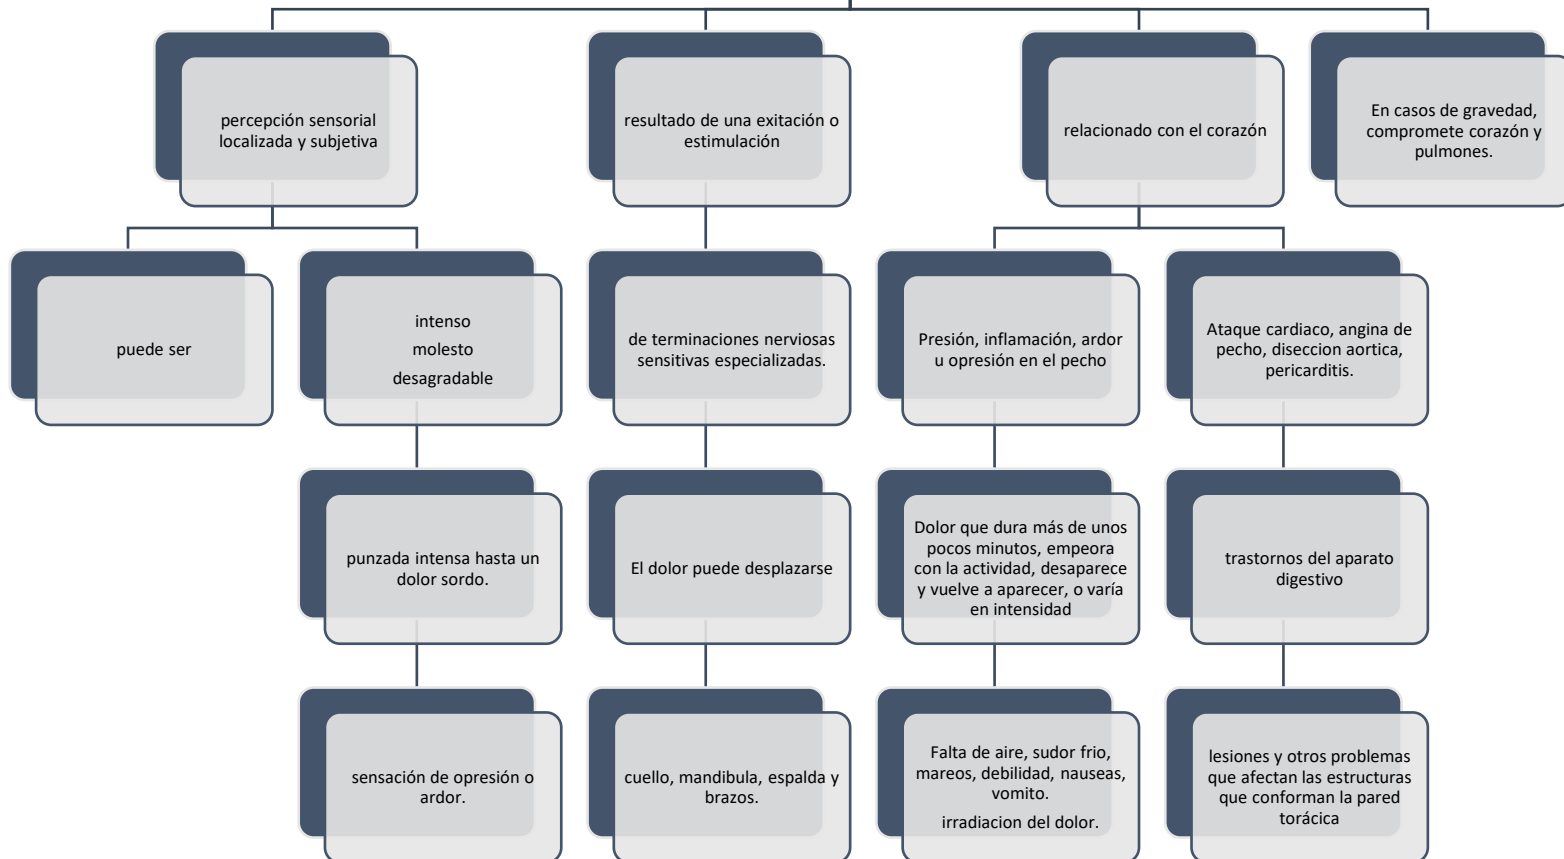 percepción sensorial
localizada y subjetiva
resultado de una exitación o
estimulación
relacionado con el corazón
En casos de gravedad,
compromete corazón y
pulmones.
puede ser
intenso
molesto
desagradable
de terminaciones nerviosas
sensitivas especializadas.
Presión, inflamación, ardor
u opresión en el pecho
Ataque cardiaco, angina de
pecho, diseccion aortica,
pericarditis.
punzada intensa hasta un
dolor sordo.
El dolor puede desplazarse
Dolor que dura más de unos
pocos minutos, empeora
con la actividad, desaparece
y vuelve a aparecer, o varía
en intensidad
trastornos del aparato
digestivo
sensación de opresión o
ardor.
cuello, mandibula, espalda y
brazos.
Falta de aire, sudor frio,
mareos, debilidad, nauseas,
vomito.
irradiacion del dolor.
lesiones y otros problemas
que afectan las estructuras
que conforman la pared
torácica